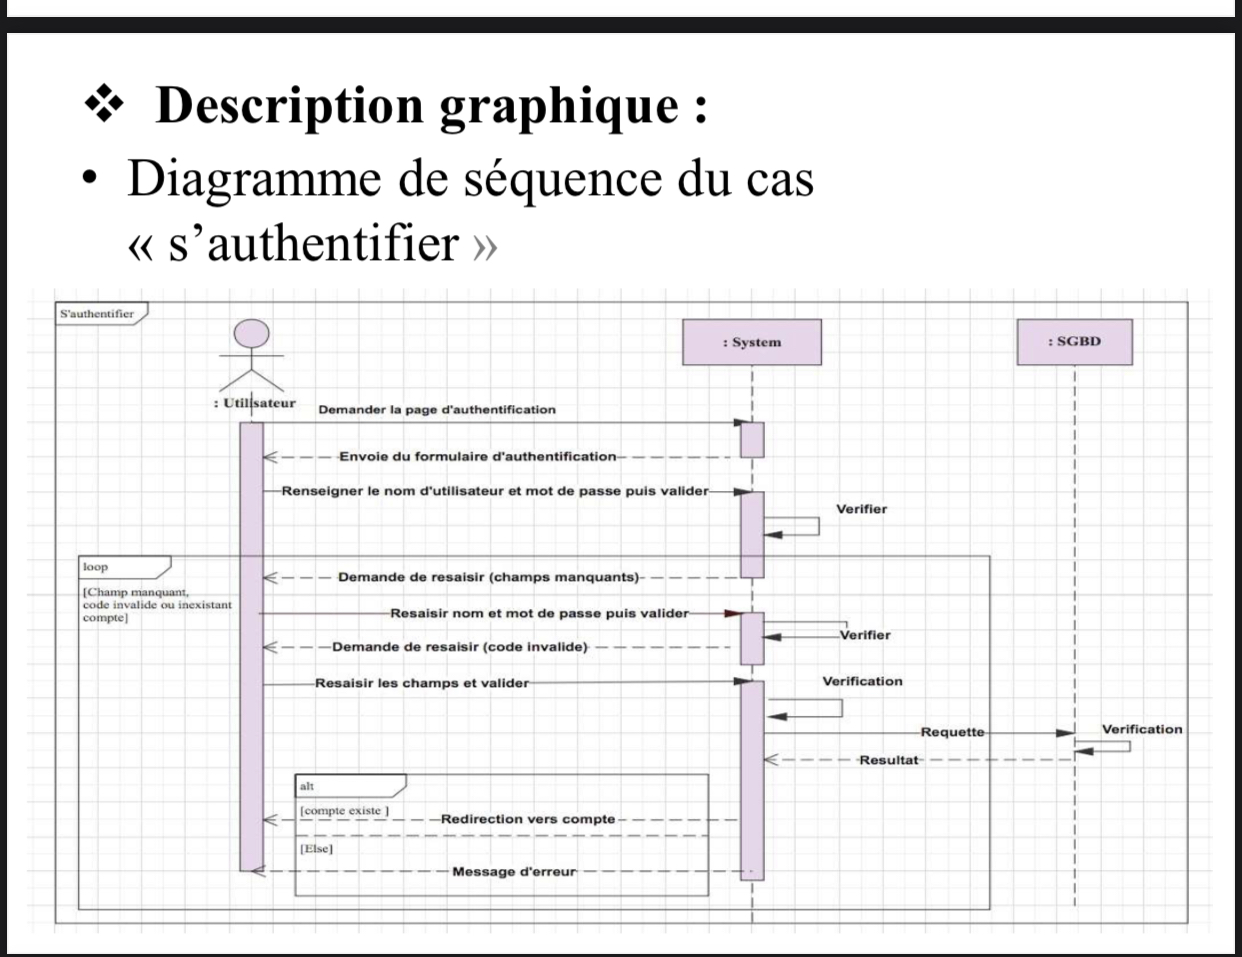 ❖ Description graphique :
• Diagramme de séquence du cas
« s’authentifier »
S'authentifier
: System
: SGBD
: Utilisateur
Demander la page d'authentification
Envoie du formulaire d'authentification
Renseigner le nom d'utilisateur et mot de passe puis valider
Verifier
loop
[Champ manquant,
code invalide ou inexistant
compte]
Demande de resaisir (champs manquants)
Resaisir nom et mot de passe puis valider
Verifier
Demande de resaisir (code invalide)
Resaisir les champs et valider
Verification
Requette
Verification
Resultat
alt
[compte existe ]
Redirection vers compte
[Else]
Message d'erreur